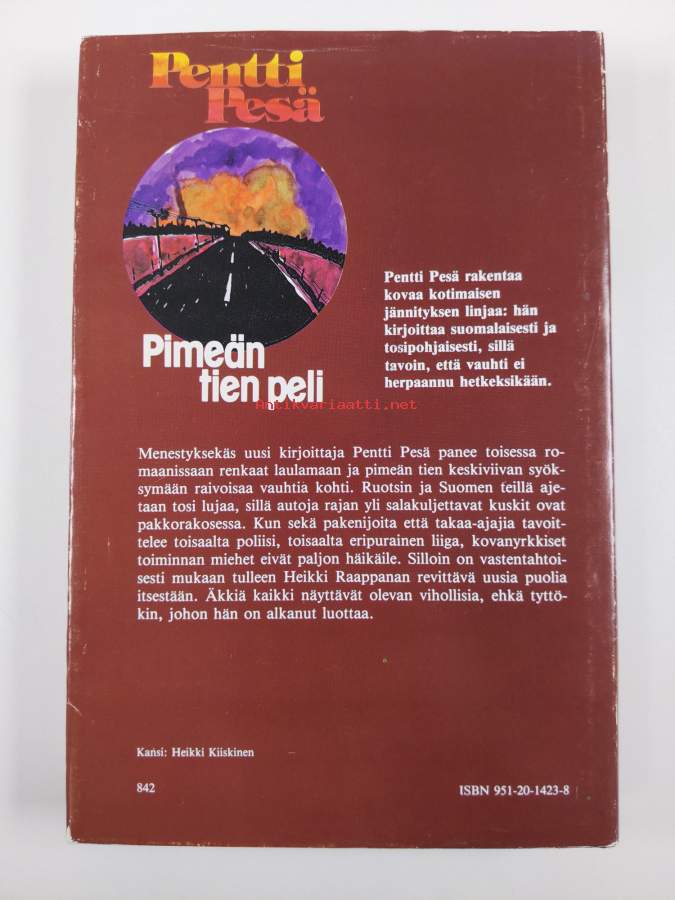 Pentti
Pesä
Pentti Pesä rakentaa
kovaa kotimaisen
jännityksen linjaa: hän
kirjoittaa suomalaisesti ja
tosipohjaisesti, sillä
tavoin, että vauhti ei
herpaannu hetkeksikään.
Pimeän
tien peli
Antikvariaatti.net
Menestyksekäs uusi kirjoittaja Pentti Pesä panee toisessa ro-
maanissaan renkaat laulamaan ja pimeän tien keskiviivan syök-
symään raivoisaa vauhtia kohti. Ruotsin ja Suomen teillä aje-
taan tosi lujaa, sillä autoja rajan yli salakuljettavat kuskit ovat
pakkorakosessa. Kun sekä pakenijoita että takaa-ajajia tavoit-
telee toisaalta poliisi, toisaalta eripurainen liiga, kovanyrkkiset
toiminnan miehet eivät paljon häikäile. Silloin on vastentahtoi-
sesti mukaan tulleen Heikki Raappanan revittävä uusia puolia
itsestään. Äkkiä kaikki näyttävät olevan vihollisia, ehkä tyttö-
kin, johon hän on alkanut luottaa.
Kansi: Heikki Kiiskinen
842
ISBN 951-20-1423-8